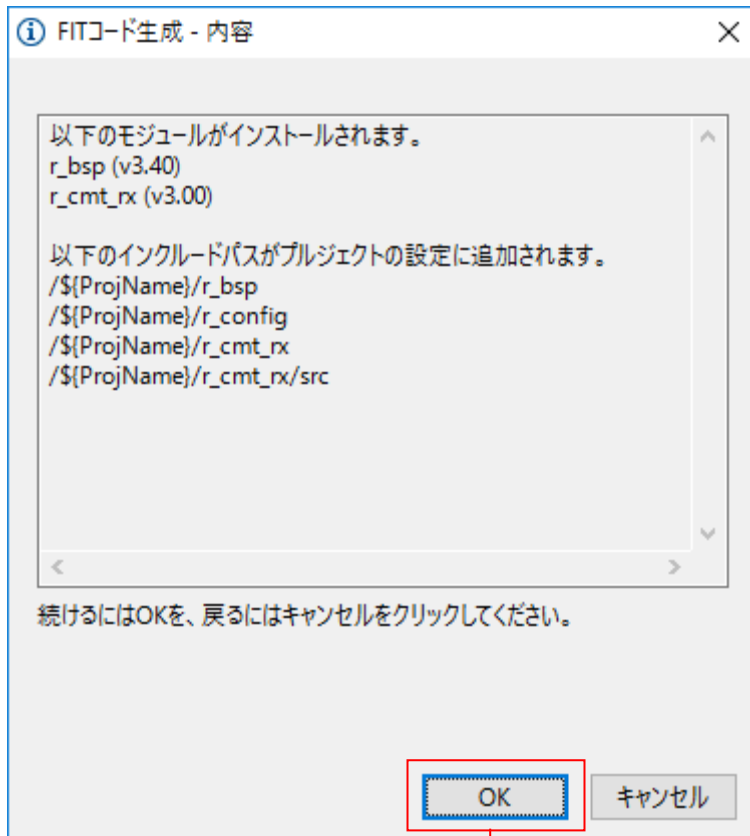 FITコード生成 - 内容
以下のモジュールがインストールされます。
r_bsp (v3.40)
r_cmt_rx (v3.00)
以下のインクルードパスがプルジェクトの設定に追加されます。
/${ProjName}/r_bsp
/${ProjName}/r_config
/${ProjName}/r_cmt_rx
/${ProjName}/r_cmt_rx/src
続けるにはOKを、戻るにはキャンセルをクリックしてください。
OK
キャンセル